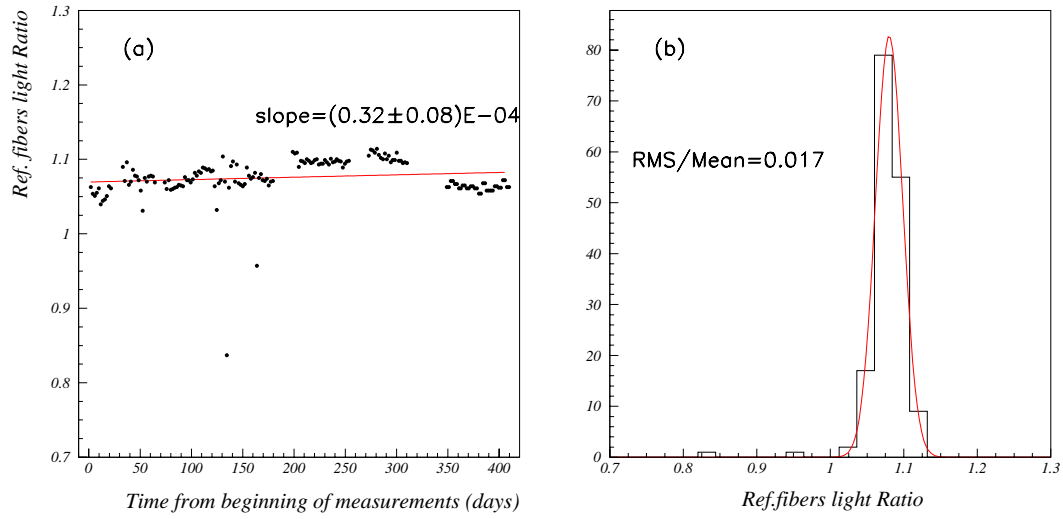 Ref. fibers light Ratio
1.3
1.2
1.1
1
0.9
0.8
0.7
(a)
slope=(0.32±0.08)E-04
0 50 100 150 200 250 300 350 400
Time from beginning of measurements (days)
80
70
60
50
40
30
20
10
0
(b)
RMS/Mean=0.017
0.7 0.8 0.9 1 1.1 1.2 1.3
Ref.fibers light Ratio